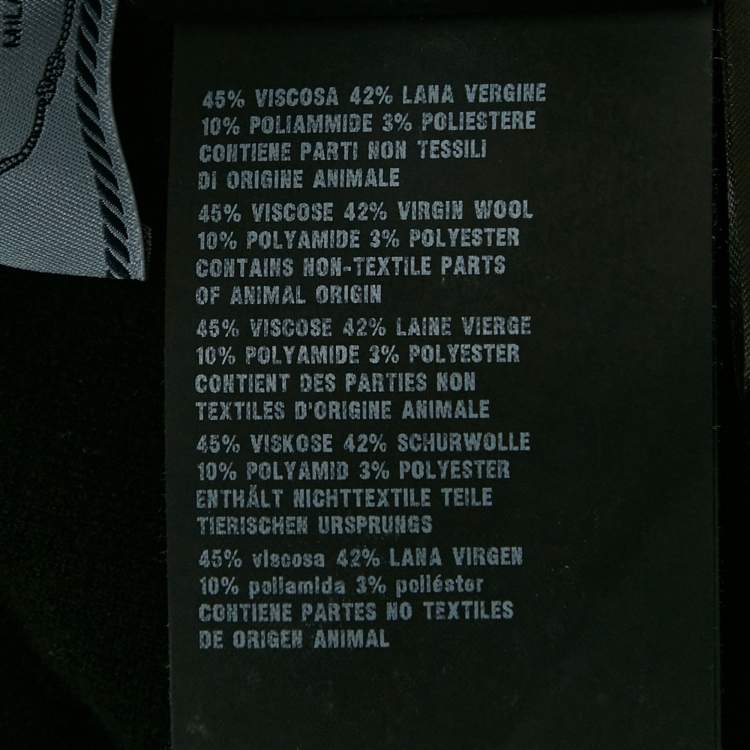 MILA
45% VISCOSA 42% LANA VERGINE
10% POLIAMMIDE 3% POLIESTERE
CONTIENE PARTI NON TESSILI
DI ORIGINE ANIMALE
45% VISCOSE 42% VIRGIN WOOL
10% POLYAMIDE 3% POLYESTER
CONTAINS NON-TEXTILE PARTS
OF ANIMAL ORIGIN
45% VISCOSE 42% LAINE VIERGE
10% POLYAMIDE 3% POLYESTER
CONTIENT DES PARTIES NON
TEXTILES D'ORIGINE ANIMALE
45% VISKOSE 42% SCHURWOLLE
10% POLYAMID 3% POLYESTER
ENTHÄLT NICHTTEXTILE TEILE
TIERISCHEN URSPRUNGS
45% viscosa 42% LANA VIRGEN
10% poliamida 3% poliéster
CONTIENE PARTES NO TEXTILES
DE ORIGEN ANIMAL